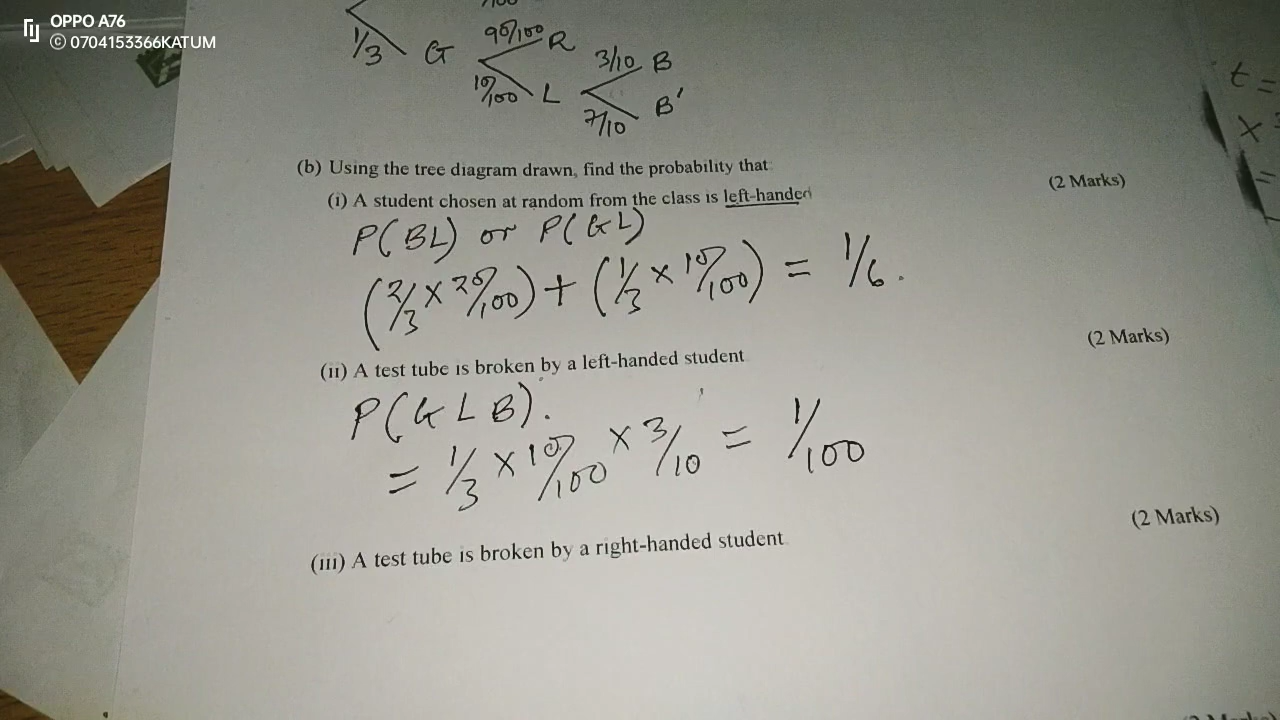 OPPO A76
© 0704153366KATUM
1/3 G 90/100 R
10/100 L 3/10 B
7/10 B'
t =
x
=
(b) Using the tree diagram drawn, find the probability that
(i) A student chosen at random from the class is left-handed (2 Marks)
P(BL) or P(GL)
(2/3 x 20/100) + (1/3 x 10/100) = 1/6.
(ii) A test tube is broken by a left-handed student (2 Marks)
P(GLB).
= 1/3 x 10/100 x 3/10 = 1/100
(iii) A test tube is broken by a right-handed student (2 Marks)